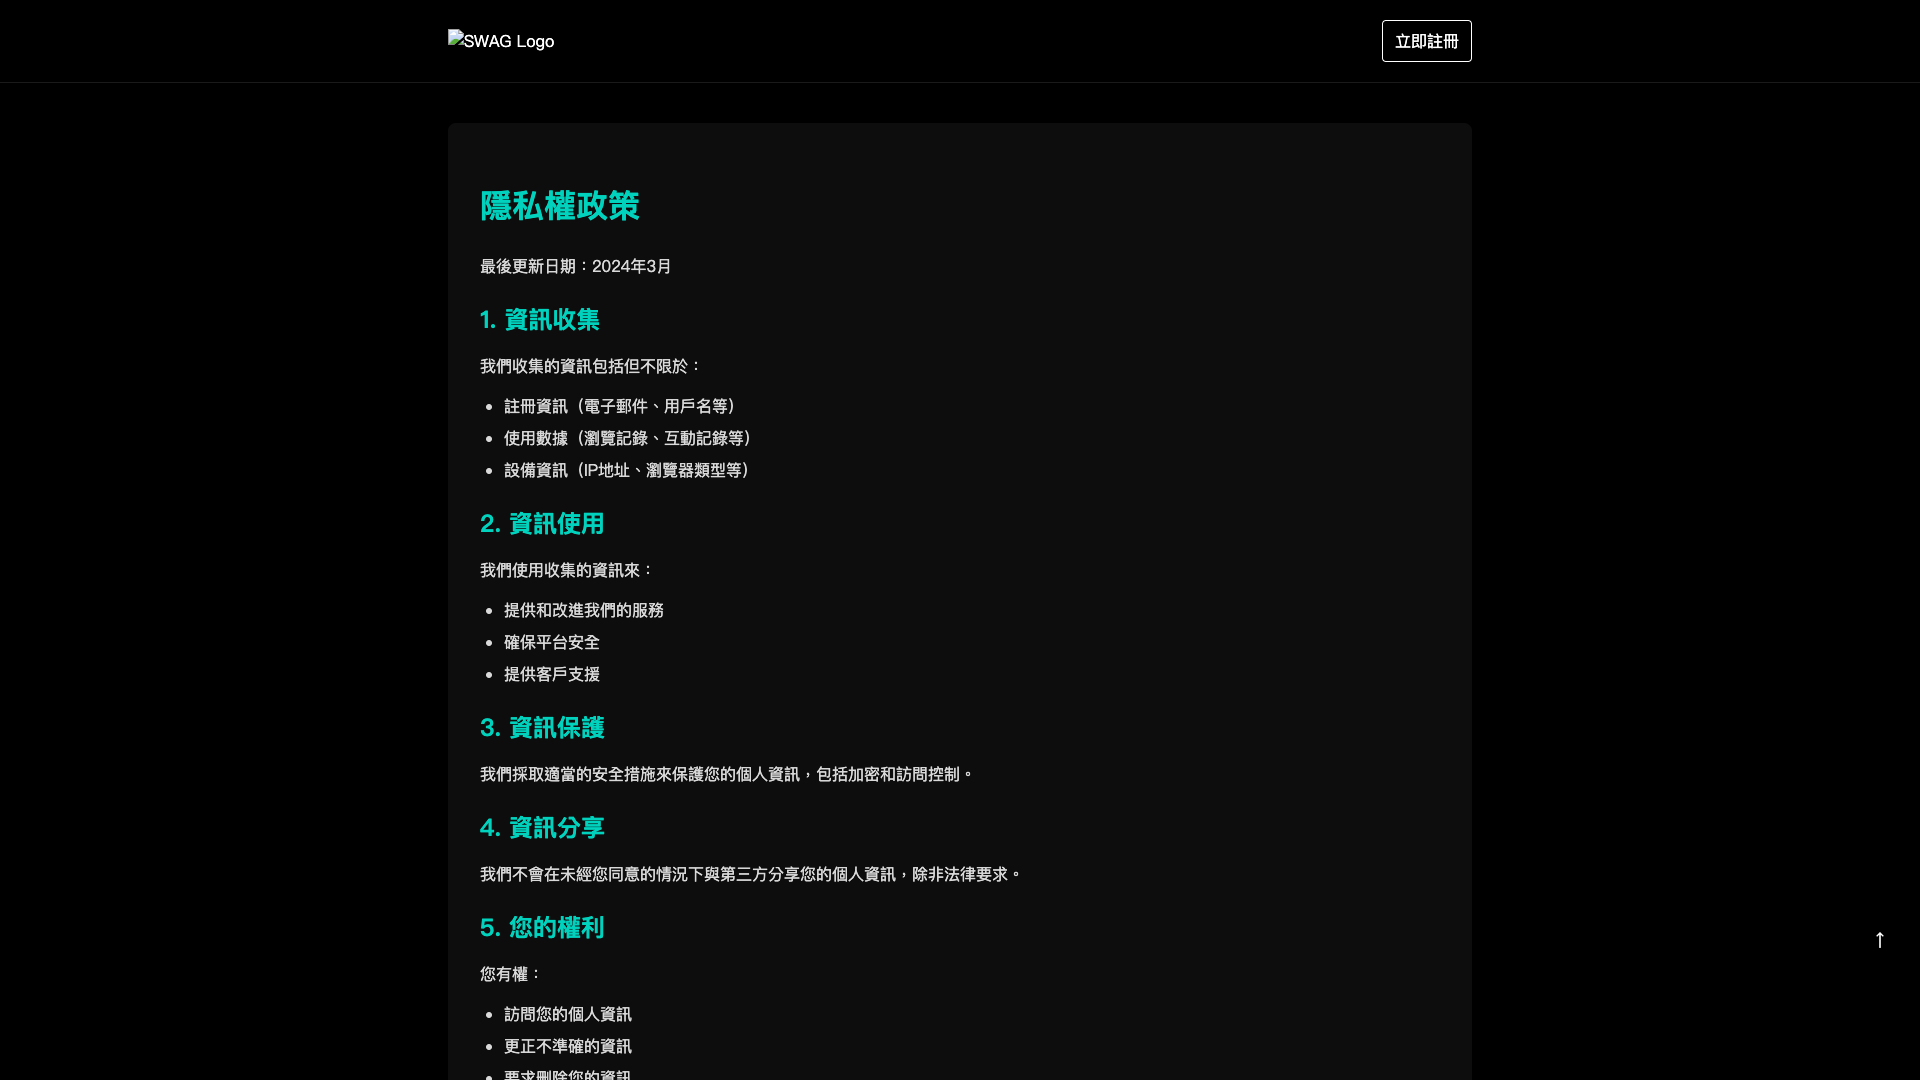 SWAG Logo
立即註冊
隱私權政策
最後更新日期：2024年3月
1. 資訊收集
我們收集的資訊包括但不限於：
• 註冊資訊（電子郵件、用戶名等）
• 使用數據（瀏覽記錄、互動記錄等）
• 設備資訊（IP地址、瀏覽器類型等）
2. 資訊使用
我們使用收集的資訊來：
• 提供和改進我們的服務
• 確保平台安全
• 提供客戶支援
3. 資訊保護
我們採取適當的安全措施來保護您的個人資訊，包括加密和訪問控制。
4. 資訊分享
我們不會在未經您同意的情況下與第三方分享您的個人資訊，除非法律要求。
5. 您的權利
您有權：
• 訪問您的個人資訊
• 更正不準確的資訊
• 要求刪除您的資訊
↑